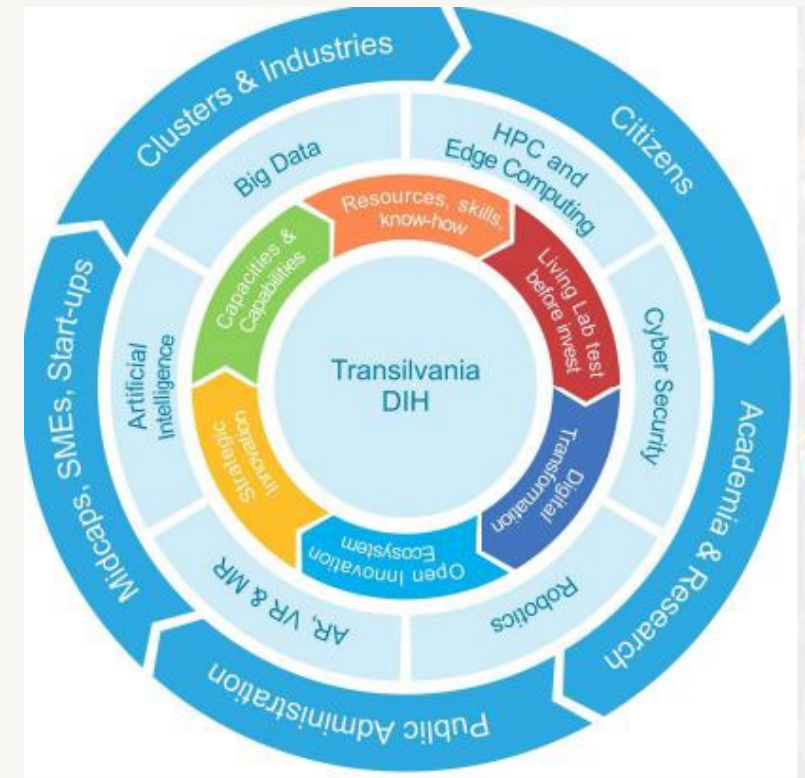 Clusters & Industries
Citizens
Academia & Research
Public Administration
Midcaps, SMEs, Start-ups
Big Data
HPC and
Edge Computing
Cyber Security
Robotics
AR, VR & MR
Artificial
Intelligence
Resources, skills,
know-how
Living Lab test
before invest
Digital
Transformation
Open Innovation
Ecosystem
Strategic
Innovation
Capacities &
Capabilities
Transilvania
DIH